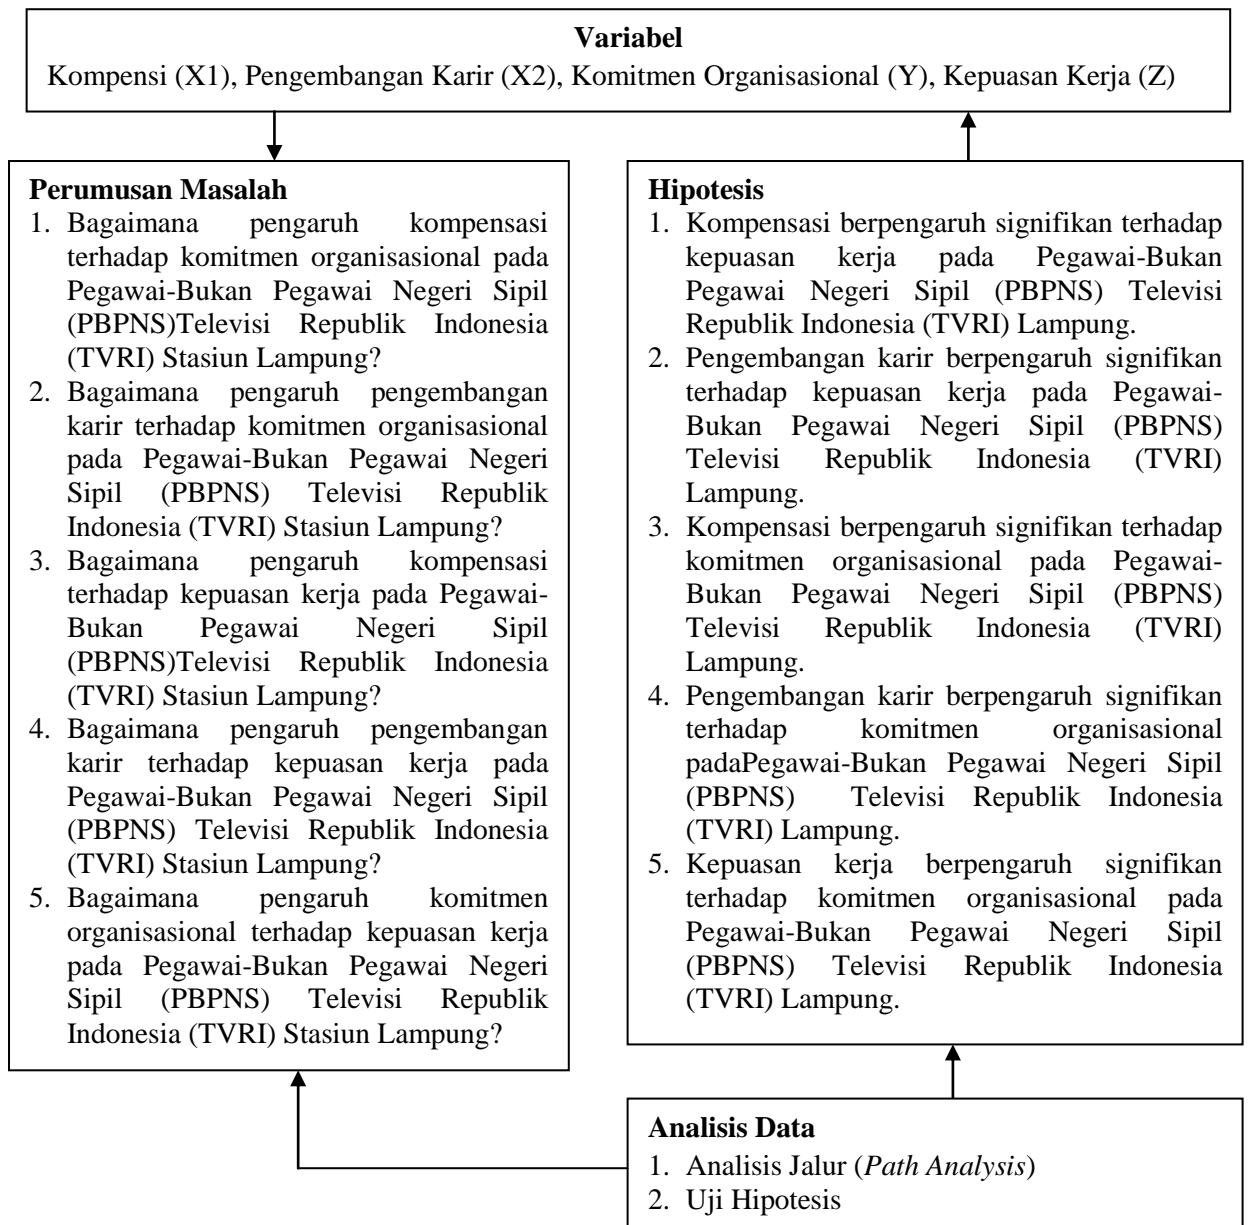 Variabel
Kompensi (X1), Pengembangan Karir (X2), Komitmen Organisasional (Y), Kepuasan Kerja (Z)
Perumusan Masalah
1. Bagaimana pengaruh kompensasi
terhadap komitmen organisasional pada
Pegawai-Bukan Pegawai Negeri Sipil
(PBPNS)Televisi Republik Indonesia
(TVRI) Stasiun Lampung?
2. Bagaimana pengaruh pengembangan
karir terhadap komitmen organisasional
pada Pegawai-Bukan Pegawai Negeri
Sipil (PBPNS) Televisi Republik
Indonesia (TVRI) Stasiun Lampung?
3. Bagaimana pengaruh kompensasi
terhadap kepuasan kerja pada Pegawai-
Bukan Pegawai Negeri Sipil
(PBPNS)Televisi Republik Indonesia
(TVRI) Stasiun Lampung?
4. Bagaimana pengaruh pengembangan
karir terhadap kepuasan kerja pada
Pegawai-Bukan Pegawai Negeri Sipil
(PBPNS) Televisi Republik Indonesia
(TVRI) Stasiun Lampung?
5. Bagaimana pengaruh komitmen
organisasional terhadap kepuasan kerja
pada Pegawai-Bukan Pegawai Negeri
Sipil (PBPNS) Televisi Republik
Indonesia (TVRI) Stasiun Lampung?
Hipotesis
1. Kompensasi berpengaruh signifikan terhadap
kepuasan kerja pada Pegawai-Bukan
Pegawai Negeri Sipil (PBPNS) Televisi
Republik Indonesia (TVRI) Lampung.
2. Pengembangan karir berpengaruh signifikan
terhadap kepuasan kerja pada Pegawai-
Bukan Pegawai Negeri Sipil (PBPNS)
Televisi Republik Indonesia (TVRI)
Lampung.
3. Kompensasi berpengaruh signifikan terhadap
komitmen organisasional pada Pegawai-
Bukan Pegawai Negeri Sipil (PBPNS)
Televisi Republik Indonesia (TVRI)
Lampung.
4. Pengembangan karir berpengaruh signifikan
terhadap komitmen organisasional
padaPegawai-Bukan Pegawai Negeri Sipil
(PBPNS) Televisi Republik Indonesia
(TVRI) Lampung.
5. Kepuasan kerja berpengaruh signifikan
terhadap komitmen organisasional pada
Pegawai-Bukan Pegawai Negeri Sipil
(PBPNS) Televisi Republik Indonesia
(TVRI) Lampung.
Analisis Data
1. Analisis Jalur (Path Analysis)
2. Uji Hipotesis